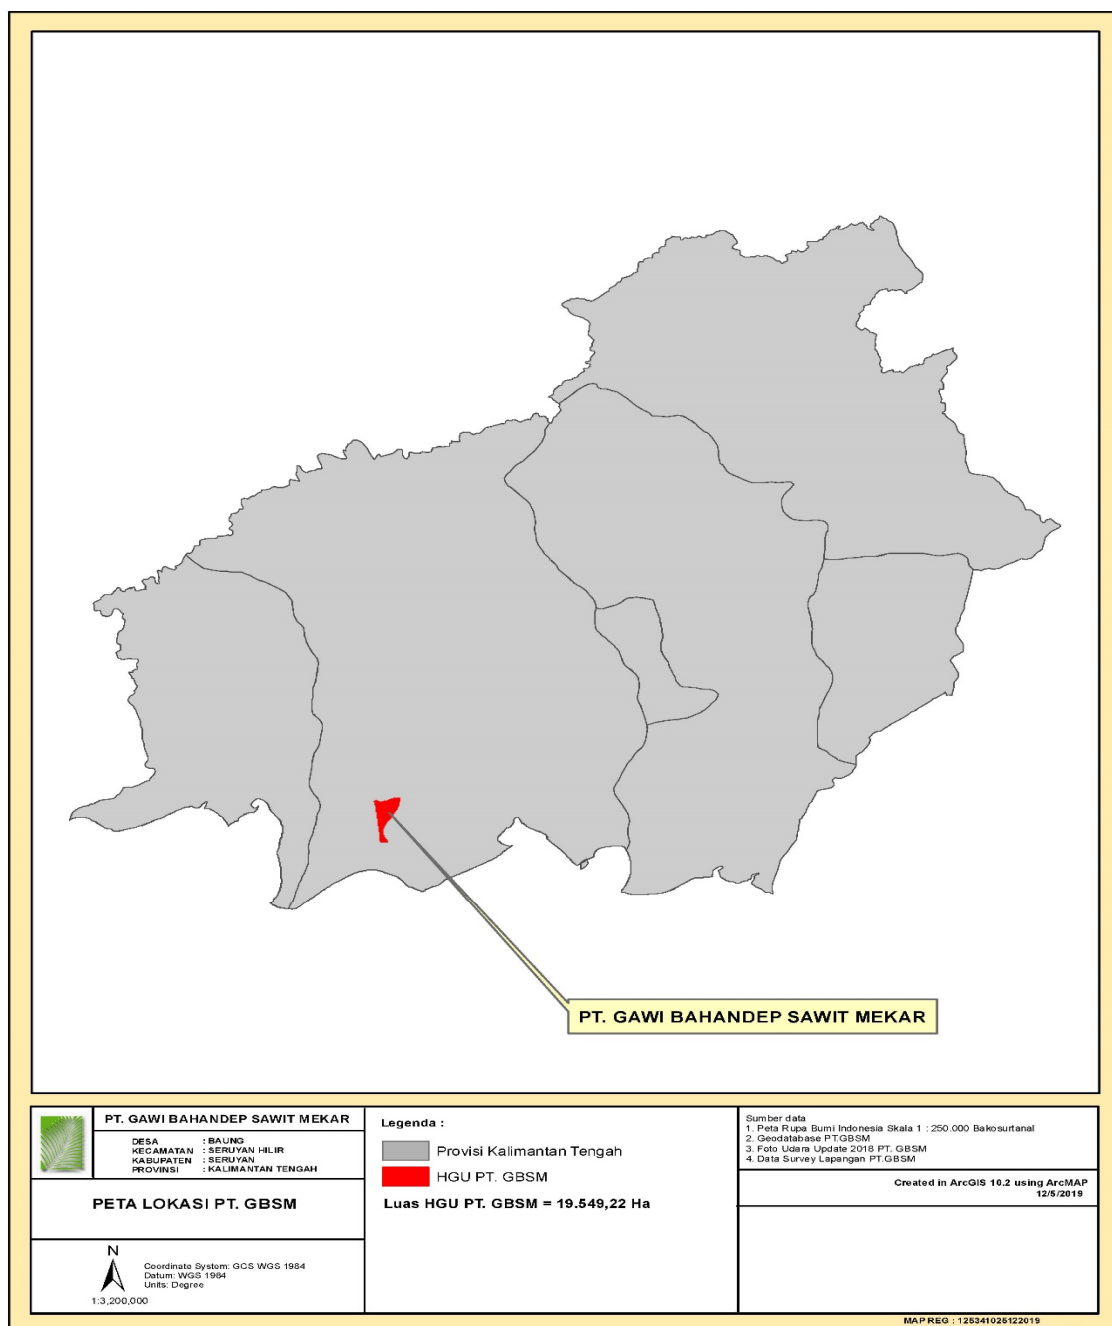 PT. GAWI BAHANDEP SAWIT MEKAR
PT. GAWI BAHANDEP SAWIT MEKAR
DESA : BAUNG
KECAMATAN : SERUYAN HILIR
KABUPATEN : SERUYAN
PROVINSI : KALIMANTAN TENGAH
PETA LOKASI PT. GBSM
N
1:3,200,000
Coordinate System: GCS WGS 1984
Datum: WGS 1984
Units: Degree
Legenda :
Provisi Kalimantan Tengah
HGU PT. GBSM
Luas HGU PT. GBSM = 19.549,22 Ha
Sumber data
1. Peta Rupa Bumi Indonesia Skala 1 : 250.000 Bakosurtanal
2. Geodatabase PT.GBSM
3. Foto Udara Update 2018 PT. GBSM
4. Data Survey Lapangan PT.GBSM
Created in ArcGIS 10.2 using ArcMAP
12/5/2019
MAP REG : 125341025122019